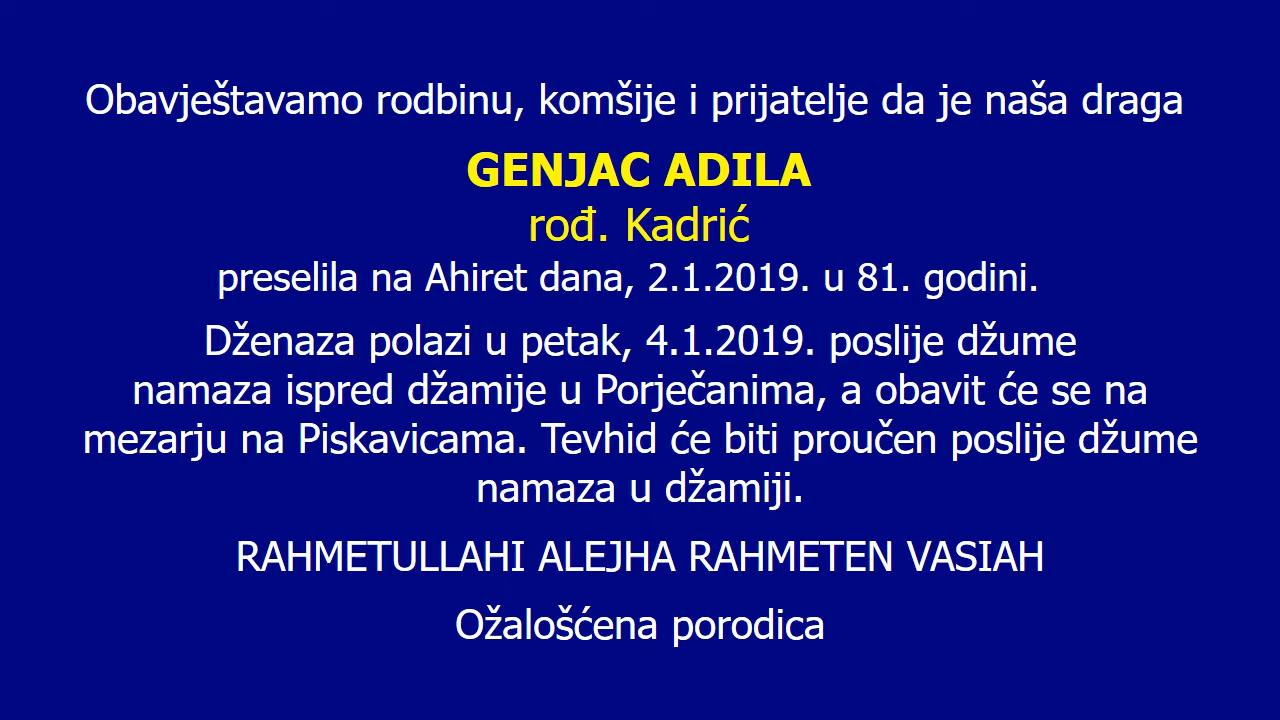 Obavještavamo rodbinu, komšije i prijatelje da je naša draga
GENJAC ADILA
rođ. Kadrić
preselila na Ahiret dana, 2.1.2019. u 81. godini.
Dženaza polazi u petak, 4.1.2019. poslije džume
namaza ispred džamije u Porječanima, a obavit će se na
mezarju na Piskavicama. Tevhid će biti proučen poslije džume
namaza u džamiji.
RAHMETULLAHI ALEJHA RAHMETEN VASIAH
Ožalošćena porodica